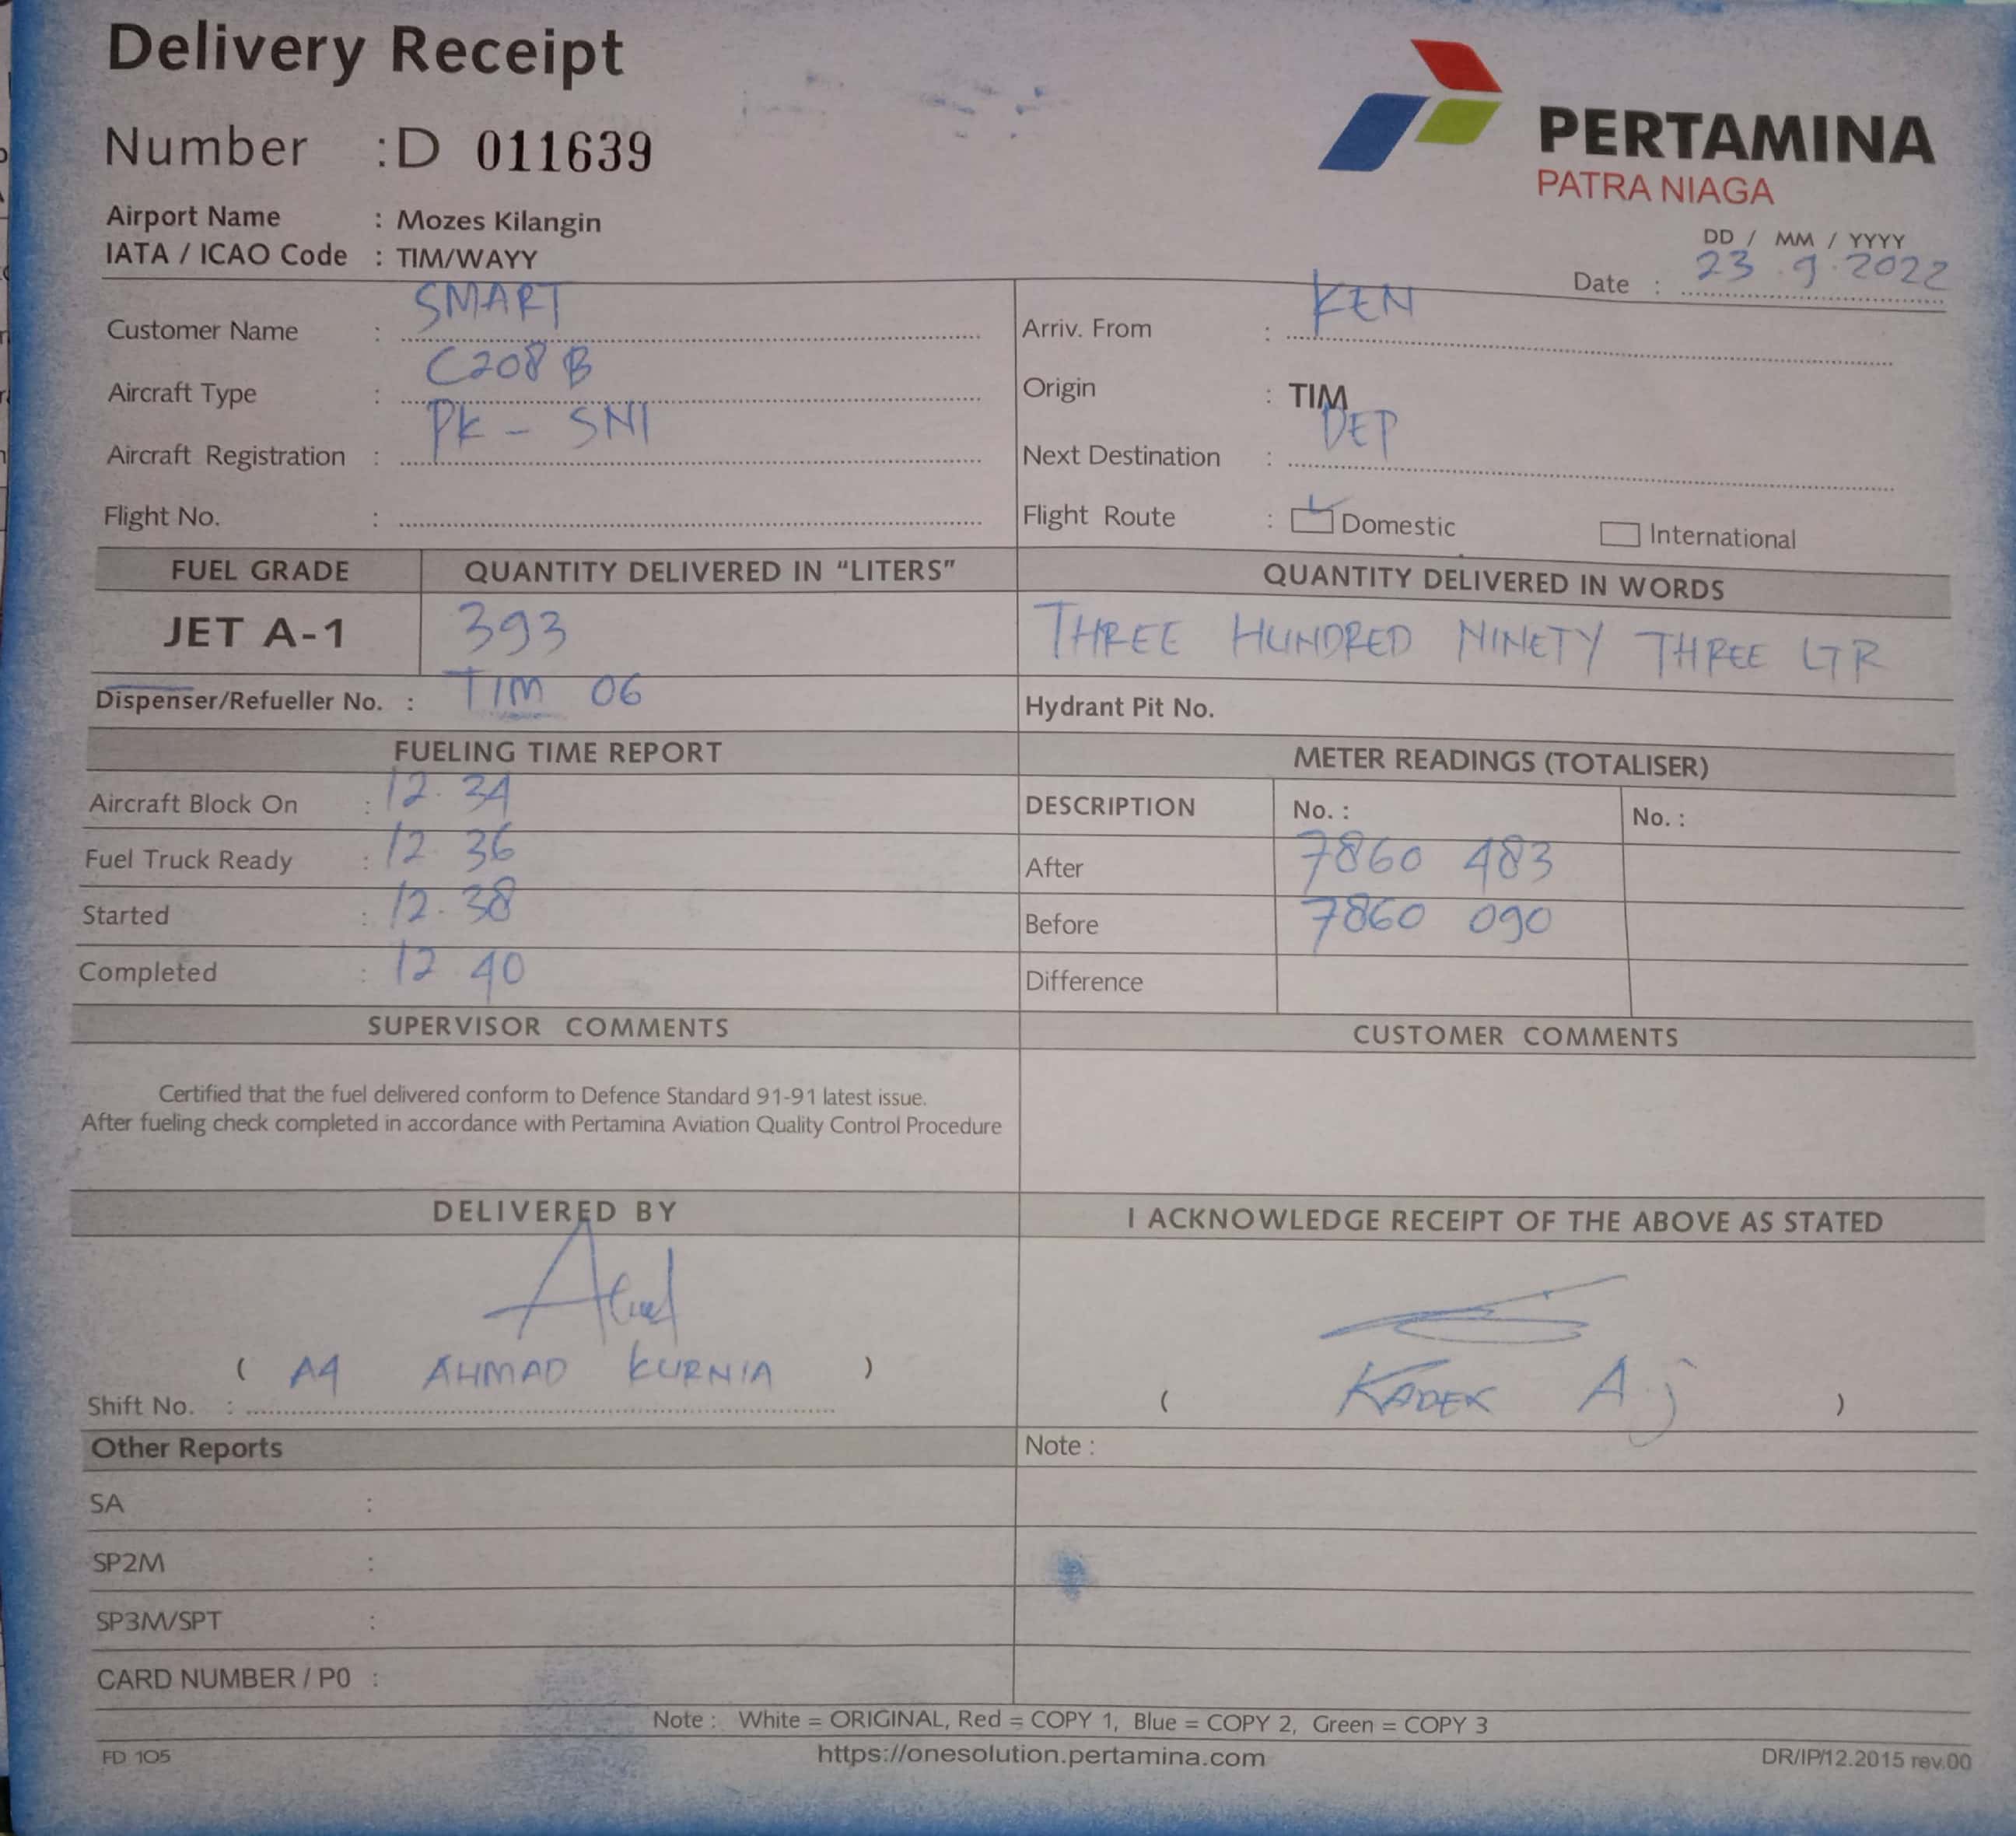 Delivery Receipt
Number : D 011639
PERTAMINA
PATRA NIAGA
Airport Name : Mozes Kilangin
IATA / ICAO Code : TIM/WAYY
DD / MM / YYYY
Date : 23 . 9 . 2022
Customer Name : SMART
Aircraft Type : C208 B
Aircraft Registration : PK - SNI
Flight No. :
Arriv. From : KEN
Origin : TIM
Next Destination : DEP
Flight Route : Domestic International
FUEL GRADE QUANTITY DELIVERED IN "LITERS" QUANTITY DELIVERED IN WORDS
JET A-1 393 THREE HUNDRED NINETY THREE LTR
Dispenser/Refueller No. : TIM 06 Hydrant Pit No.
FUELING TIME REPORT
Aircraft Block On : 12. 34
Fuel Truck Ready : 12 36
Started : 12. 38
Completed : 12 40
METER READINGS (TOTALISER)
DESCRIPTION No. : No. :
After 7860 483
Before 7860 090
Difference
SUPERVISOR COMMENTS
Certified that the fuel delivered conform to Defence Standard 91-91 latest issue.
After fueling check completed in accordance with Pertamina Aviation Quality Control Procedure
CUSTOMER COMMENTS
DELIVERED BY
( A4 AHMAD KURNIA )
Shift No. :
I ACKNOWLEDGE RECEIPT OF THE ABOVE AS STATED
( KADEK A.j )
Other Reports
SA :
SP2M :
SP3M/SPT :
CARD NUMBER / P0 :
Note :
Note : White = ORIGINAL, Red = COPY 1, Blue = COPY 2, Green = COPY 3
FD 105 https://onesolution.pertamina.com DR/IP/12.2015 rev.00